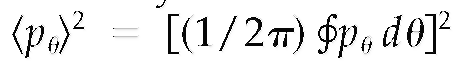 ⟨p_θ⟩² = [(1/2π) ∮p_θ dθ]²